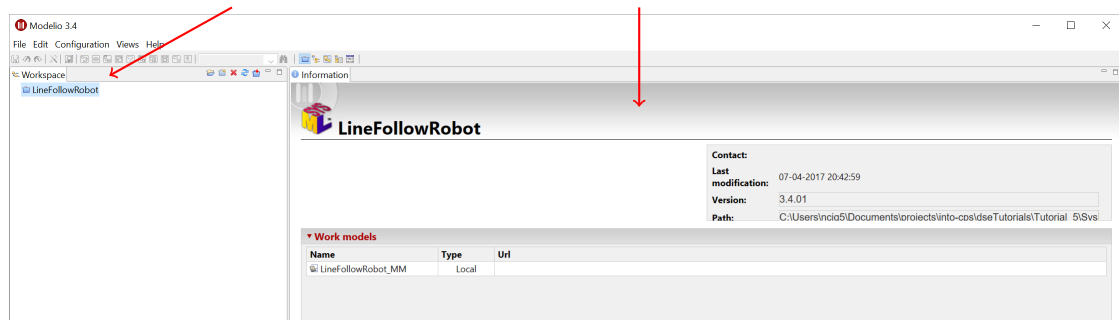 Modelio 3.4
File Edit Configuration Views Help
Workspace
LineFollowRobot
Information
LineFollowRobot
Contact:
Last modification: 07-04-2017 20:42:59
Version: 3.4.01
Path: C:\Users\nciq5\Documents\projects\into-cps\dseTutorials\Tutorial_5\Sys
Work models
Name Type Url
LineFollowRobot_MM Local